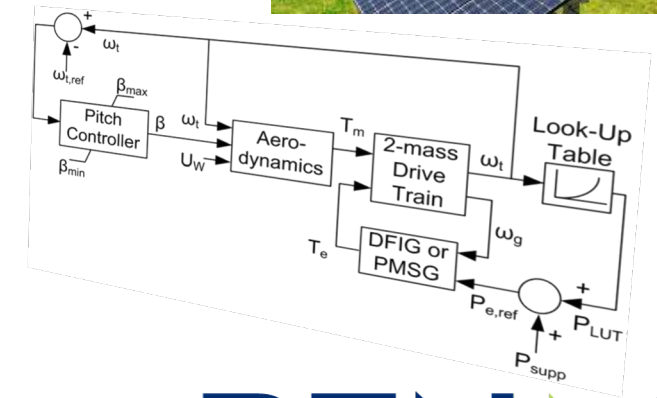 +
-
ωt
ωt,ref
βmax
Pitch
Controller
βmin
β
ωt
UW
Aero-
dynamics
Tm
2-mass
Drive
Train
ωt
Look-Up
Table
ωg
Te
DFIG or
PMSG
Pe,ref
+
PLUT
+
Psupp